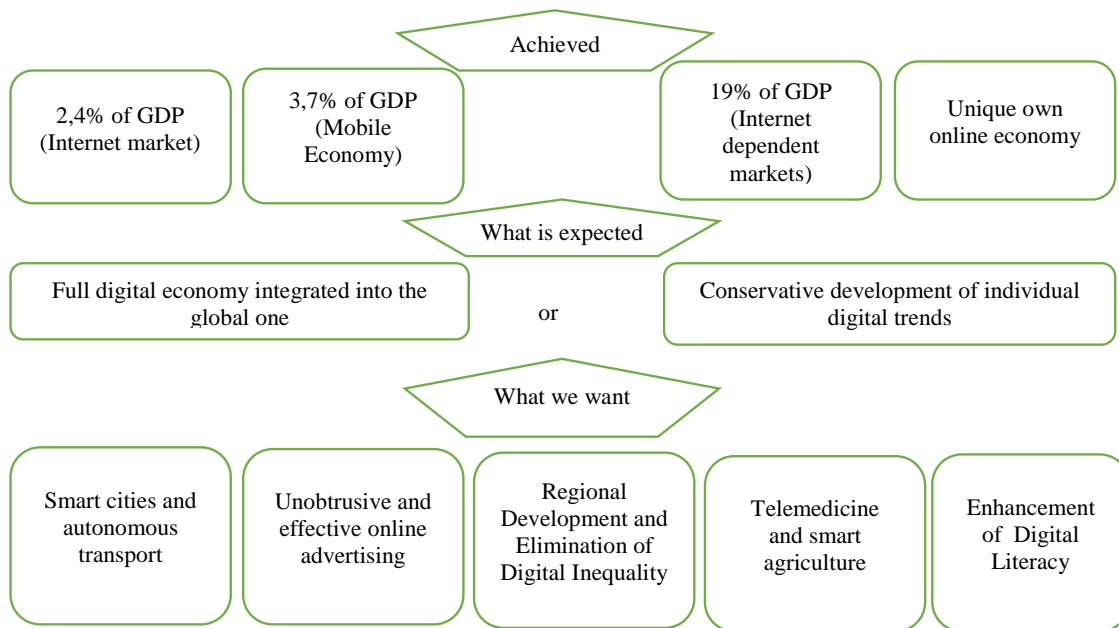 Achieved
2,4% of GDP
(Internet market)
3,7% of GDP
(Mobile
Economy)
19% of GDP
(Internet
dependent
markets)
Unique own
online economy
What is expected
Full digital economy integrated into the
global one
or
Conservative development of individual
digital trends
What we want
Smart cities and
autonomous
transport
Unobtrusive and
effective online
advertising
Regional
Development and
Elimination of
Digital Inequality
Telemedicine
and smart
agriculture
Enhancement
of Digital
Literacy